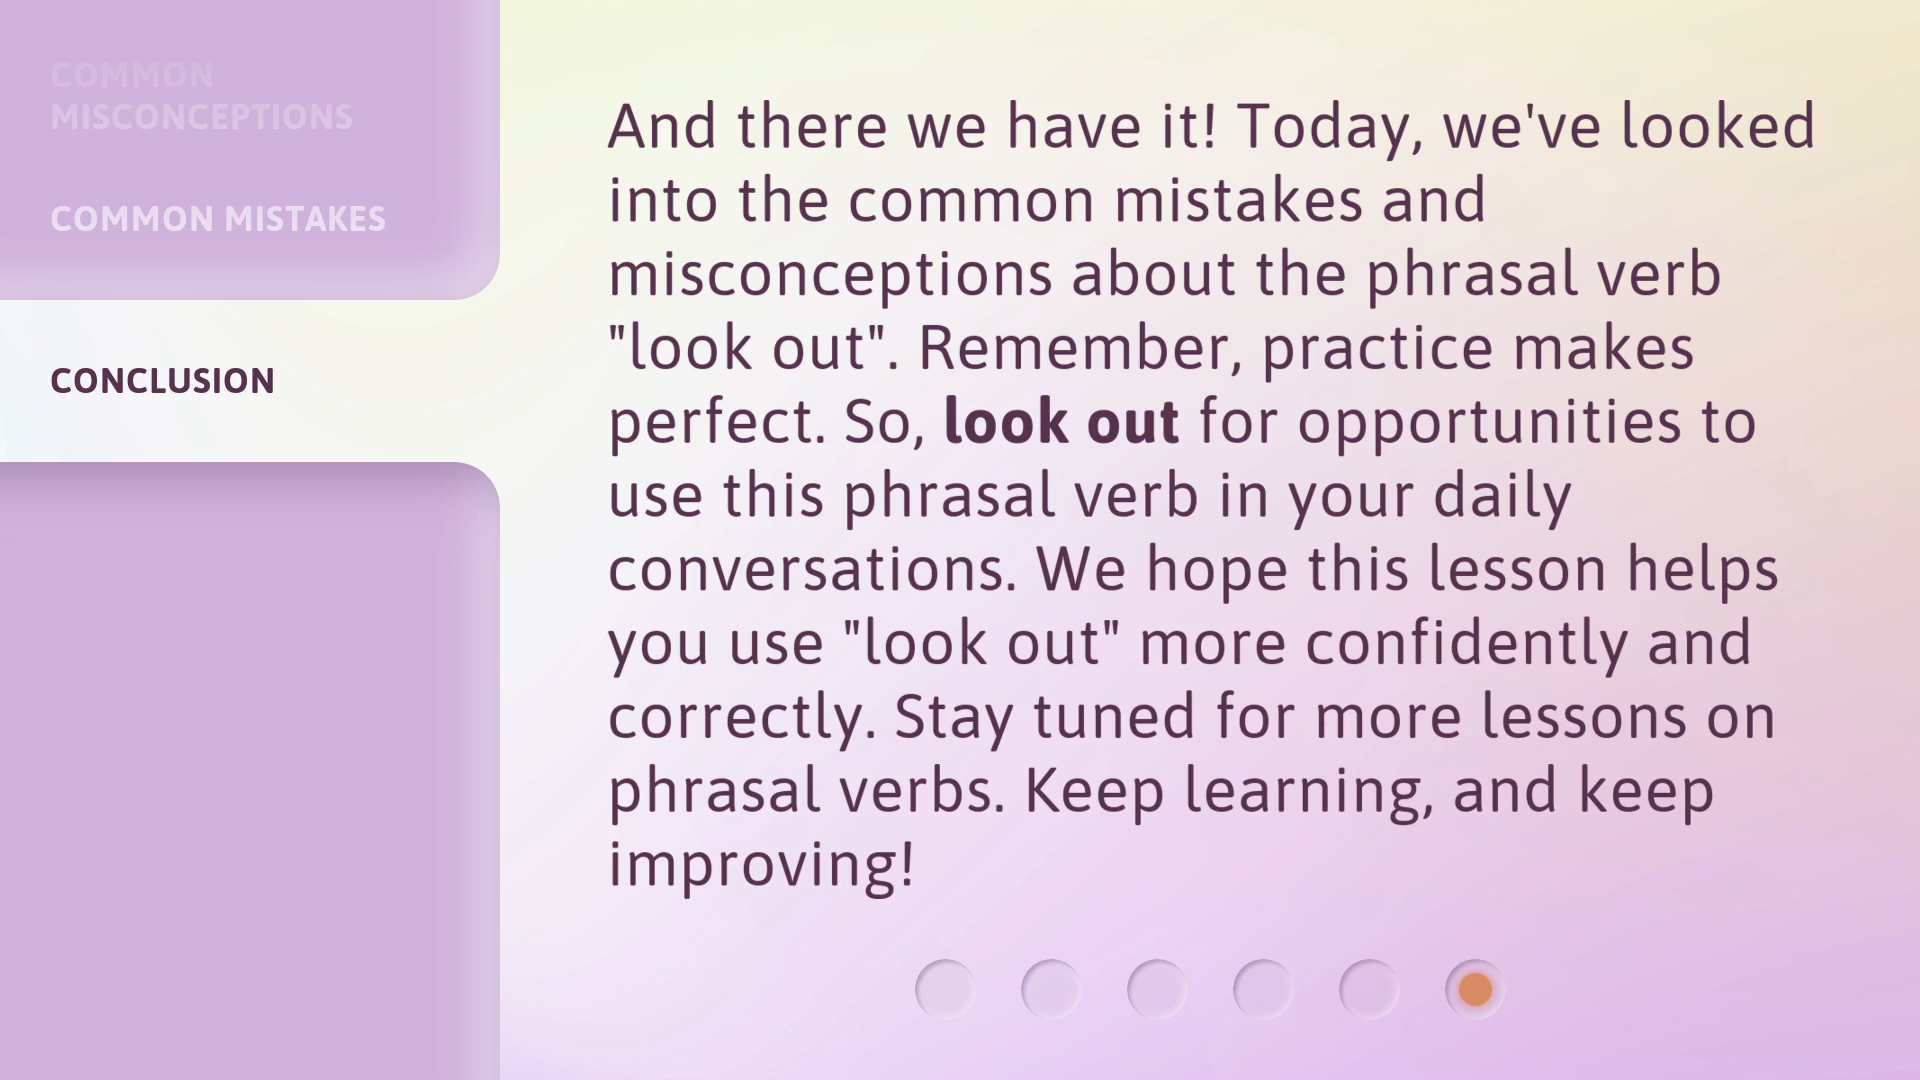 COMMON
MISCONCEPTIONS
COMMON MISTAKES
CONCLUSION
And there we have it! Today, we've looked
into the common mistakes and
misconceptions about the phrasal verb
"look out". Remember, practice makes
perfect. So, look out for opportunities to
use this phrasal verb in your daily
conversations. We hope this lesson helps
you use "look out" more confidently and
correctly. Stay tuned for more lessons on
phrasal verbs. Keep learning, and keep
improving!